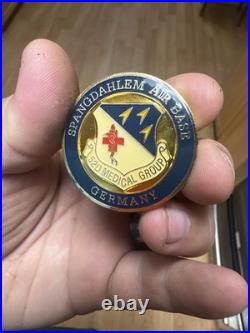 SPANGDAHLEM AIR BASE
52D MEDICAL GROUP
GERMANY